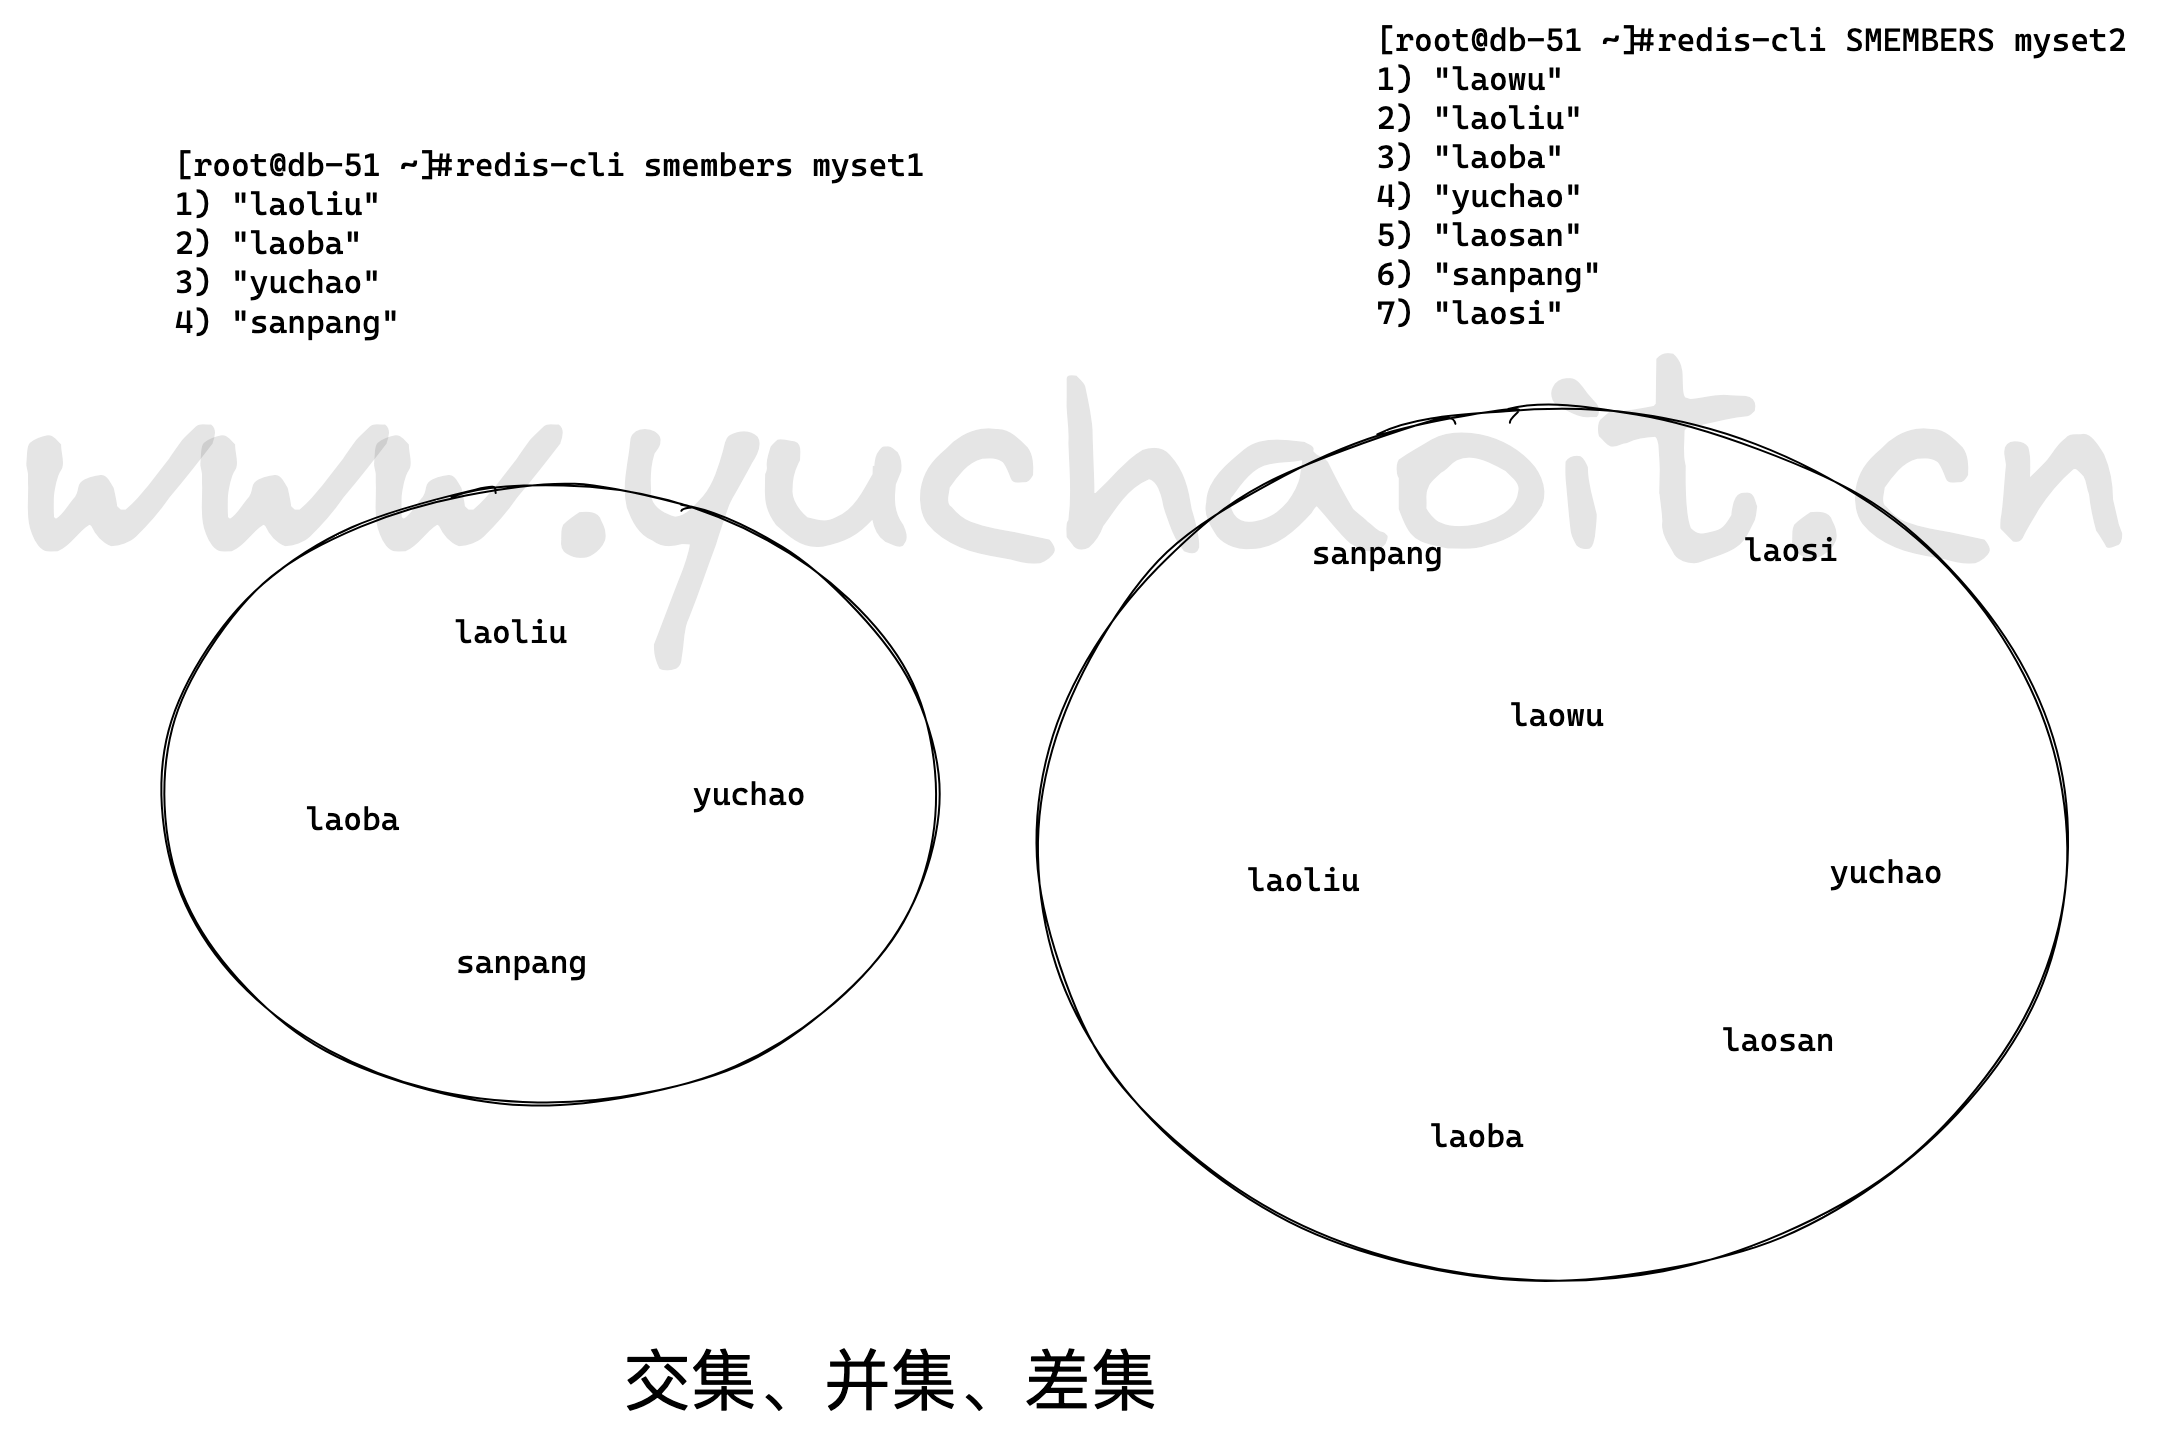 [root@db-51 ~]#redis-cli smembers myset1
1) "laoliu"
2) "laoba"
3) "yuchao"
4) "sanpang"
[root@db-51 ~]#redis-cli SMEMBERS myset2
1) "laowu"
2) "laoliu"
3) "laoba"
4) "yuchao"
5) "laosan"
6) "sanpang"
7) "laosi"
www.yuchaoit.cn
laoliu
laoba
yuchao
sanpang
sanpang
laosi
laowu
laoliu
yuchao
laosan
laoba
交集、并集、差集